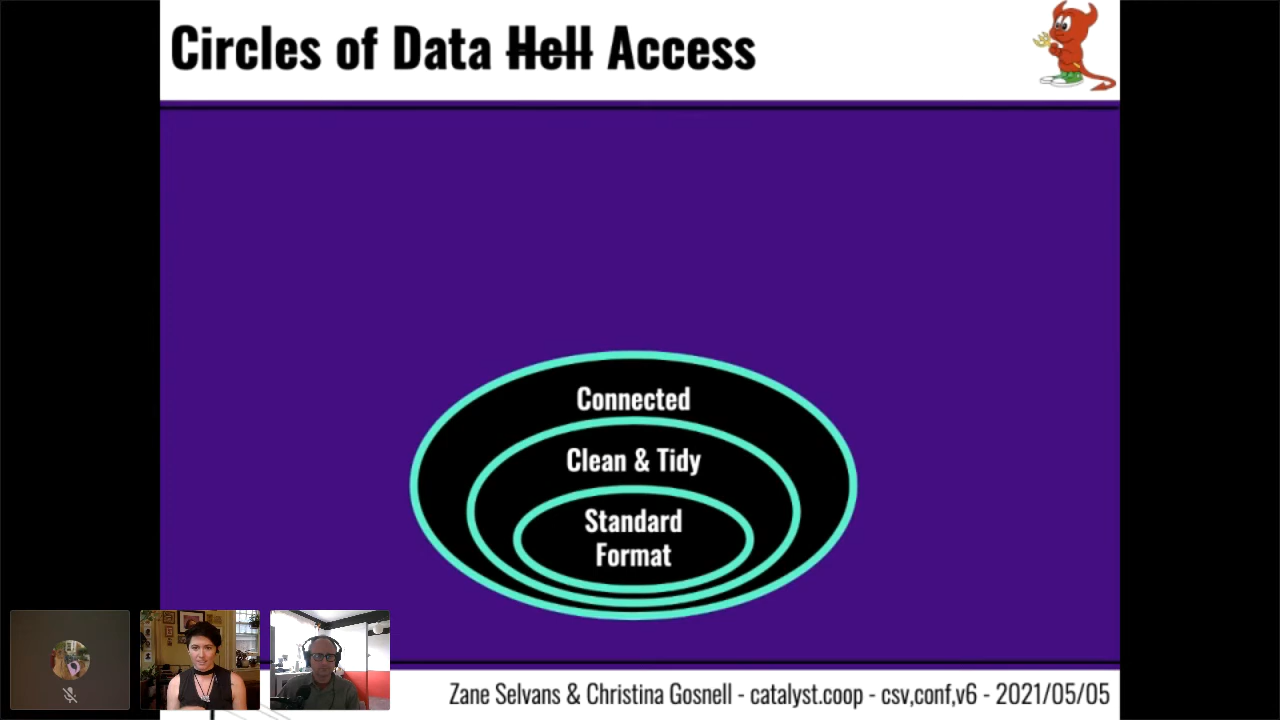 Circles of Data Hell Access
Connected
Clean & Tidy
Standard
Format
Zane Selvans & Christina Gosnell - catalyst.coop - csv,conf,v6 - 2021/05/05